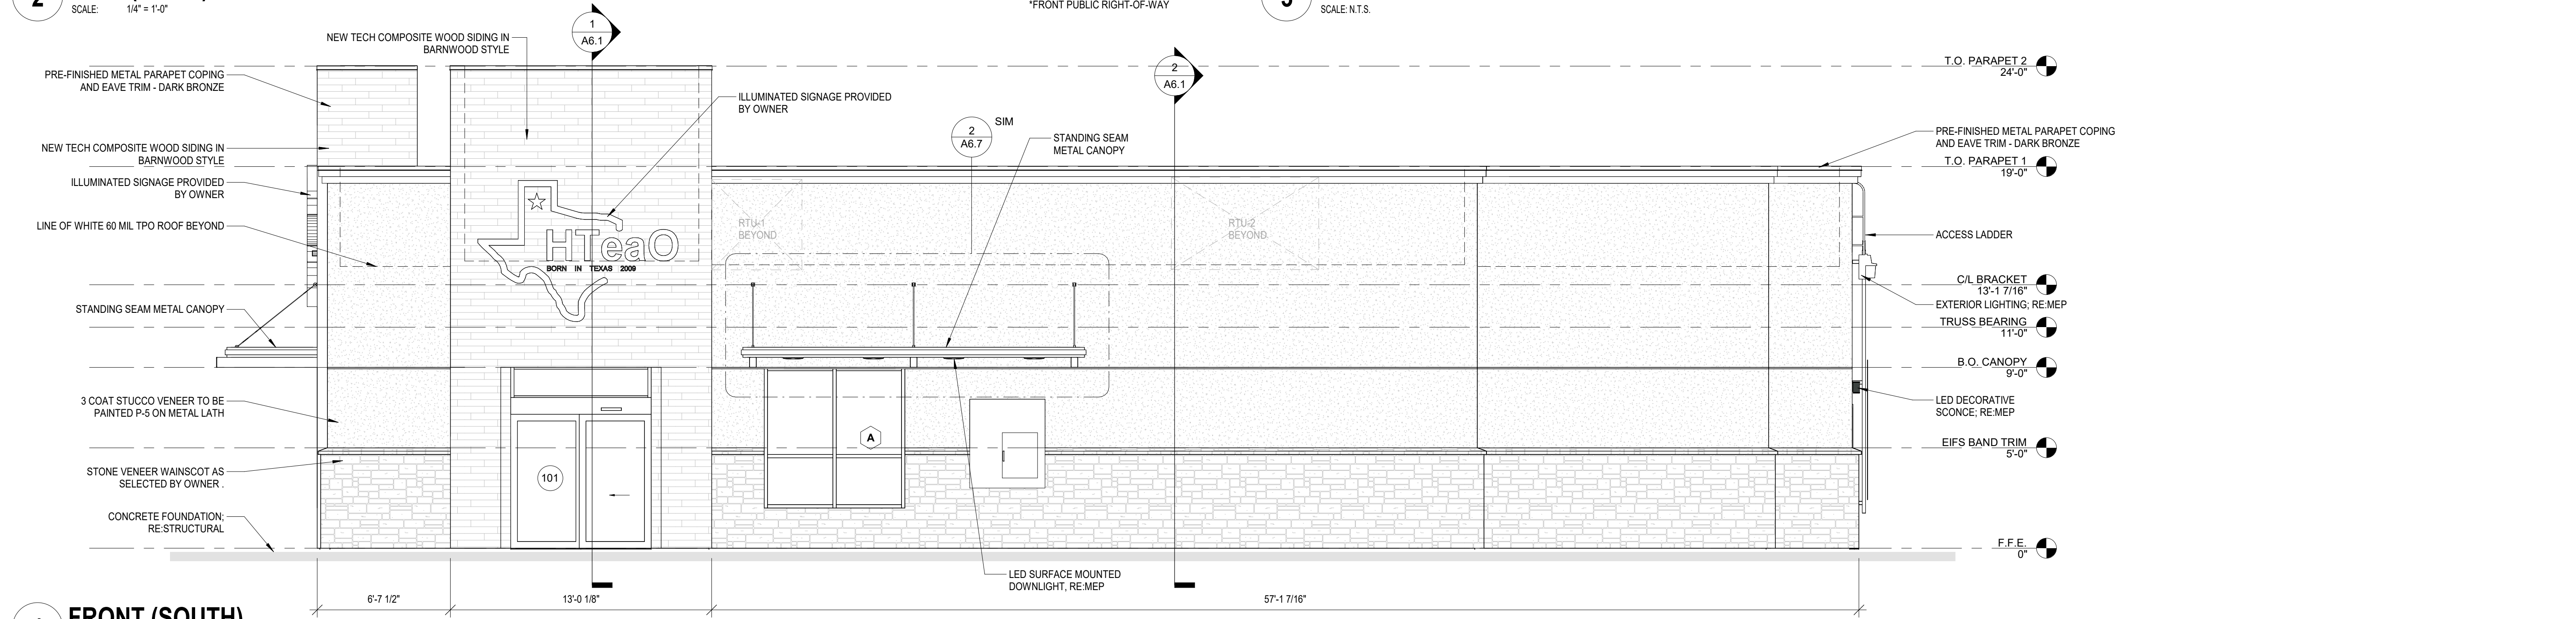 2
SCALE: 1/4" = 1'-0"
*FRONT PUBLIC RIGHT-OF-WAY
SCALE: N.T.S.
1
A6.1
NEW TECH COMPOSITE WOOD SIDING IN
BARNWOOD STYLE
PRE-FINISHED METAL PARAPET COPING
AND EAVE TRIM - DARK BRONZE
ILLUMINATED SIGNAGE PROVIDED
BY OWNER
2
A6.1
T.O. PARAPET 2
24'-0"
NEW TECH COMPOSITE WOOD SIDING IN
BARNWOOD STYLE
2
A6.7
SIM
STANDING SEAM
METAL CANOPY
PRE-FINISHED METAL PARAPET COPING
AND EAVE TRIM - DARK BRONZE
T.O. PARAPET 1
19'-0"
ILLUMINATED SIGNAGE PROVIDED
BY OWNER
LINE OF WHITE 60 MIL TPO ROOF BEYOND
HTeaO
BORN IN TEXAS 2009
RTU-1
BEYOND
RTU-2
BEYOND
ACCESS LADDER
C/L BRACKET
13'-1 7/16"
EXTERIOR LIGHTING; RE:MEP
STANDING SEAM METAL CANOPY
TRUSS BEARING
11'-0"
B.O. CANOPY
9'-0"
3 COAT STUCCO VENEER TO BE
PAINTED P-5 ON METAL LATH
LED DECORATIVE
SCONCE; RE:MEP
A
EIFS BAND TRIM
5'-0"
STONE VENEER WAINSCOT AS
SELECTED BY OWNER .
101
CONCRETE FOUNDATION;
RE:STRUCTURAL
F.F.E.
0"
LED SURFACE MOUNTED
DOWNLIGHT, RE:MEP
6'-7 1/2"
13'-0 1/8"
57'-1 7/16"
FRONT (SOUTH)